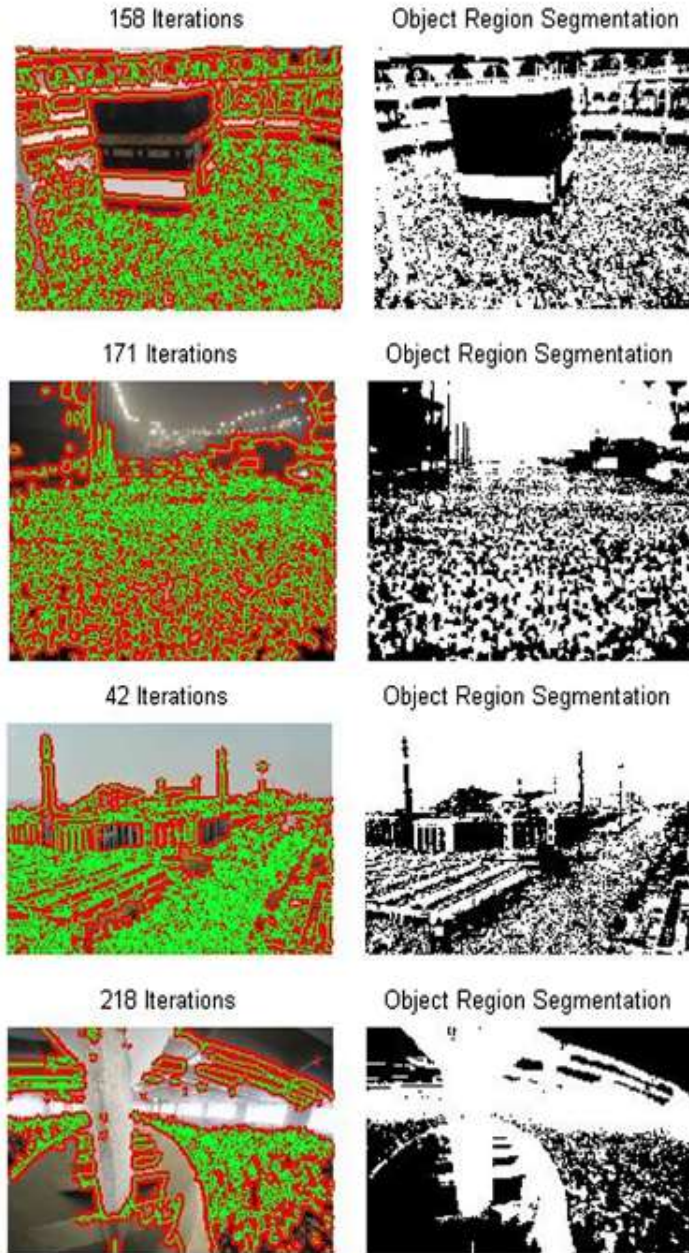 158 Iterations
Object Region Segmentation
171 Iterations
Object Region Segmentation
42 Iterations
Object Region Segmentation
218 Iterations
Object Region Segmentation